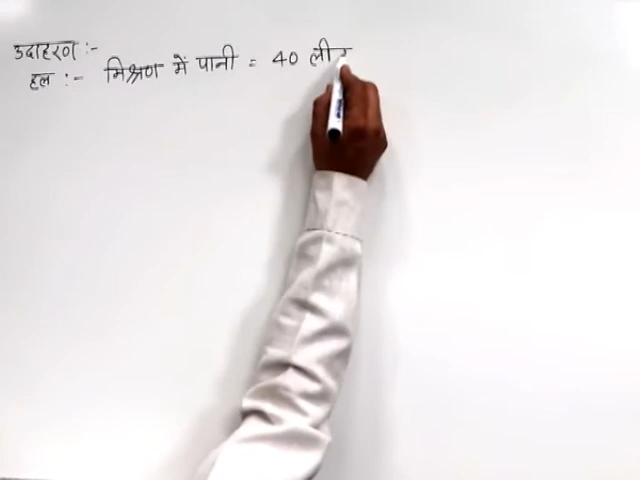 उदाहरण :-
हल :- मिश्रण में पानी = 40 ली